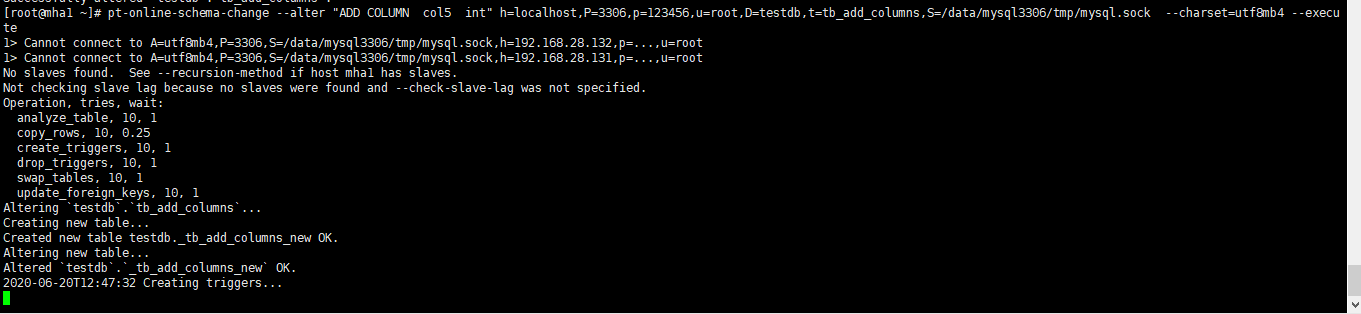 [root@mha1 ~]# pt-online-schema-change --alter "ADD COLUMN  col5  int" h=localhost,P=3306,p=123456,u=root,D=testdb,t=tb_add_columns,S=/data/mysql3306/tmp/mysql.sock  --charset=utf8mb4 --execu
te
1> Cannot connect to A=utf8mb4,P=3306,S=/data/mysql3306/tmp/mysql.sock,h=192.168.28.132,p=...,u=root
1> Cannot connect to A=utf8mb4,P=3306,S=/data/mysql3306/tmp/mysql.sock,h=192.168.28.131,p=...,u=root
No slaves found.  See --recursion-method if host mha1 has slaves.
Not checking slave lag because no slaves were found and --check-slave-lag was not specified.
Operation, tries, wait:
  analyze_table, 10, 1
  copy_rows, 10, 0.25
  create_triggers, 10, 1
  drop_triggers, 10, 1
  swap_tables, 10, 1
  update_foreign_keys, 10, 1
Altering `testdb`.`tb_add_columns`...
Creating new table...
Created new table testdb._tb_add_columns_new OK.
Altering new table...
Altered `testdb`.`_tb_add_columns_new` OK.
2020-06-20T12:47:32 Creating triggers...